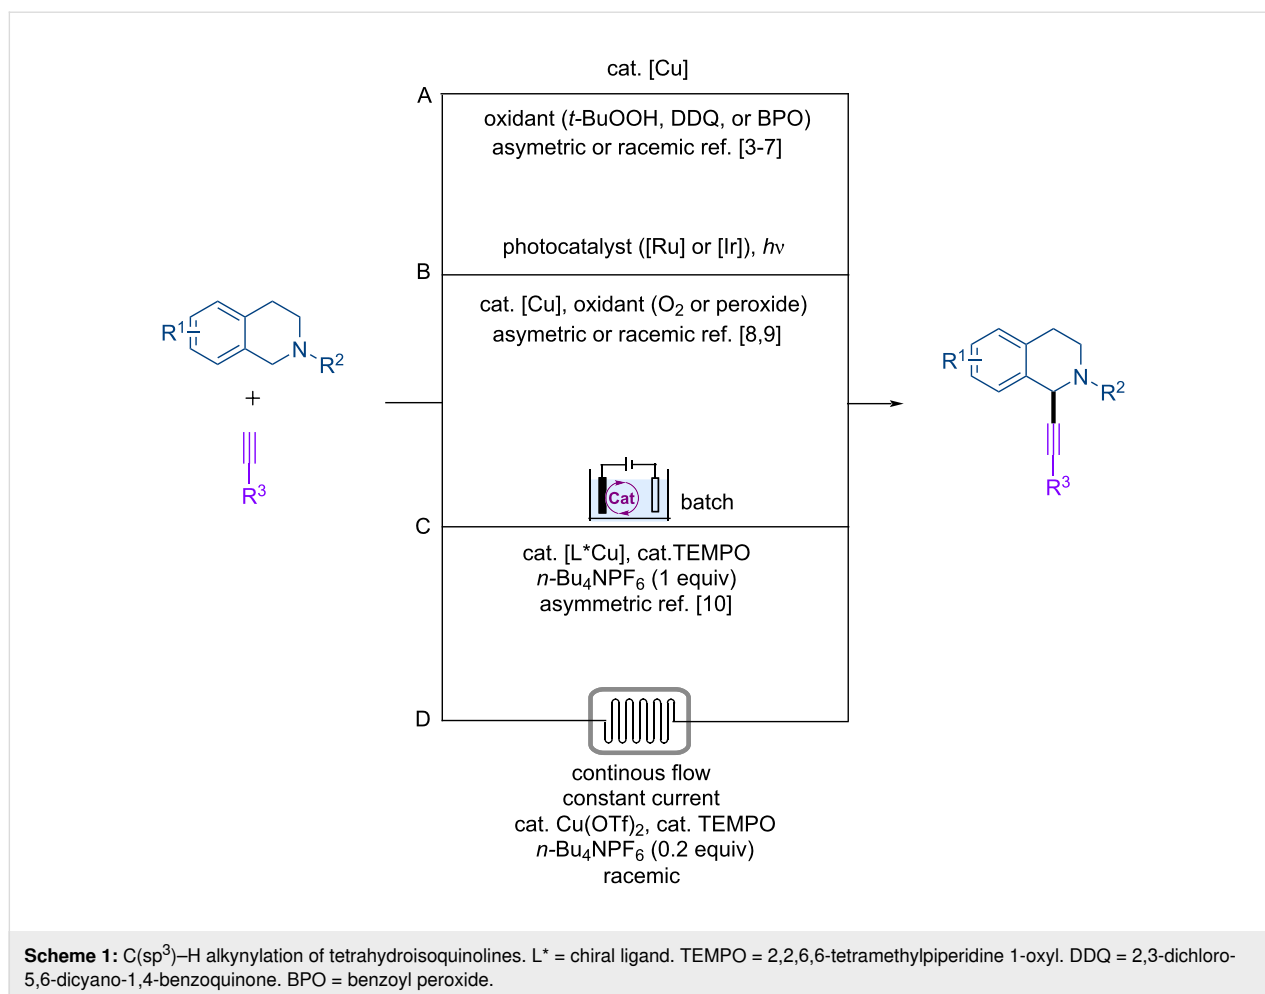 cat. [Cu]
A
oxidant (t-BuOOH, DDQ, or BPO)
asymetric or racemic ref. [3-7]
photocatalyst ([Ru] or [Ir]), hν
B
cat. [Cu], oxidant (O2 or peroxide)
asymetric or racemic ref. [8,9]
R1
N
R2
+
R3
Cat
batch
C
cat. [L*Cu], cat.TEMPO
n-Bu4NPF6 (1 equiv)
asymmetric ref. [10]
D
continous flow
constant current
cat. Cu(OTf)2, cat. TEMPO
n-Bu4NPF6 (0.2 equiv)
racemic
R1
N
R2
R3
Scheme 1: C(sp3)–H alkynylation of tetrahydroisoquinolines. L* = chiral ligand. TEMPO = 2,2,6,6-tetramethylpiperidine 1-oxyl. DDQ = 2,3-dichloro-
5,6-dicyano-1,4-benzoquinone. BPO = benzoyl peroxide.